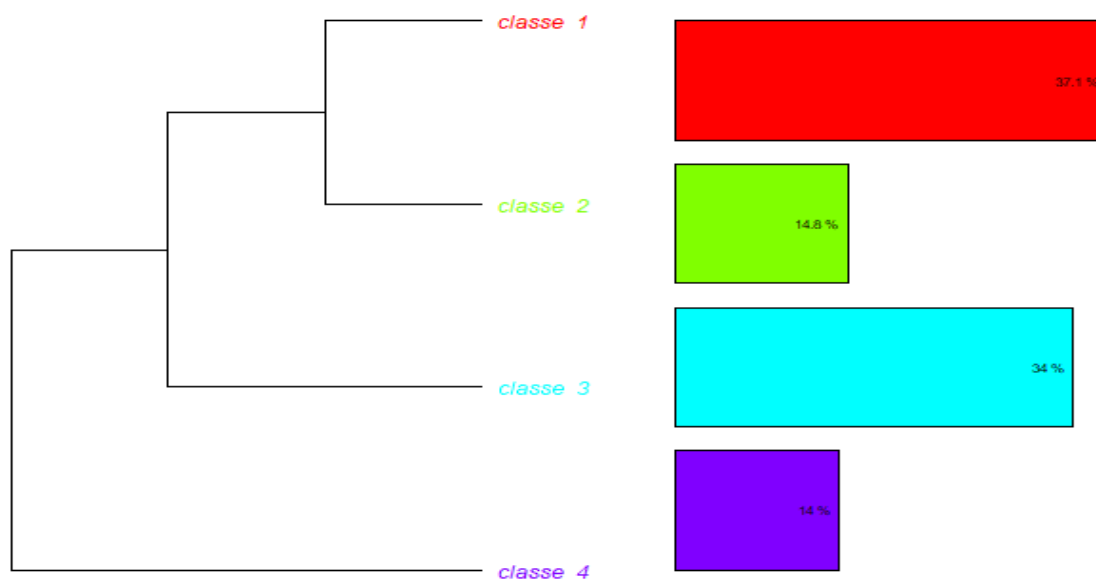 classe 1
37.1 %
classe 2
14.8 %
classe 3
34 %
14 %
classe 4